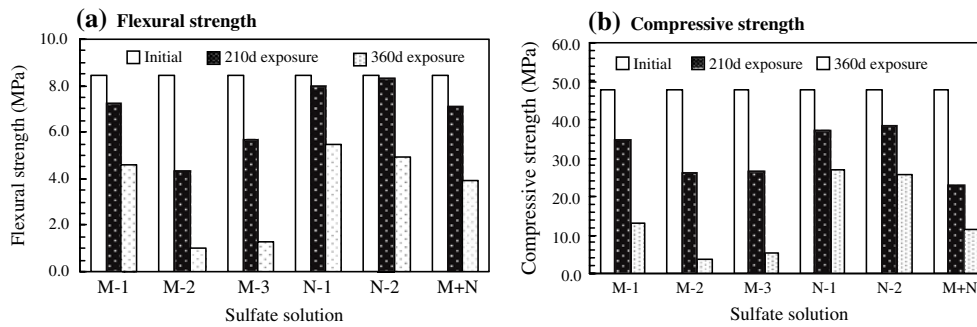 (a) Flexural strength
Initial 210d exposure 360d exposure
Flexural strength (MPa)
10.0
8.0
6.0
4.0
2.0
0.0
M-1 M-2 M-3 N-1 N-2 M+N
Sulfate solution
(b) Compressive strength
Initial 210d exposure 360d exposure
Compressive strength (MPa)
60.0
50.0
40.0
30.0
20.0
10.0
0.0
M-1 M-2 M-3 N-1 N-2 M+N
Sulfate solution